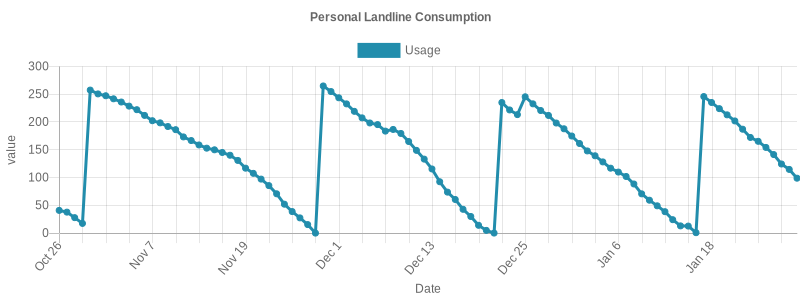 Personal Landline Consumption
Usage
300
250
200
150
100
50
0
value
Oct 26
Nov 7
Nov 19
Dec 1
Dec 13
Dec 25
Jan 6
Jan 18
Date